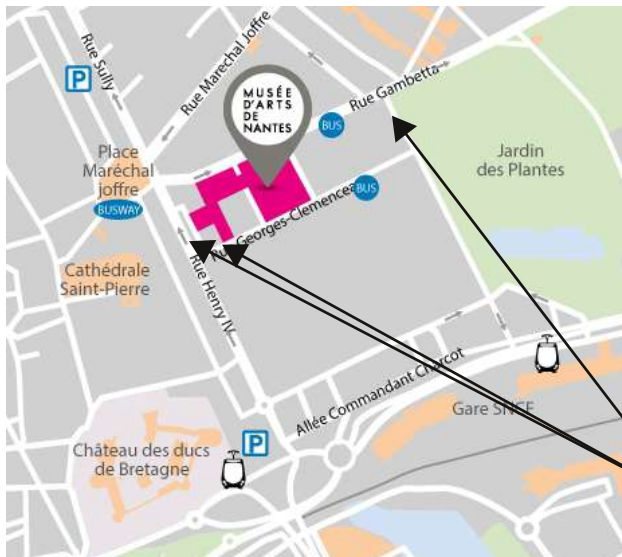 Rue Sully
P
Rue Marechal Joffre
MUSÉE
D'ARTS
DE
NANTES
Rue Gambetta
BUS
Place
Maréchal
joffre
BUSWAY
Jardin
des Plantes
BUS
Georges-Clemenceau
Cathédrale
Saint-Pierre
Rue Henry IV
Allée Commandant Charcot
Gare SNCF
Château des ducs
de Bretagne
P